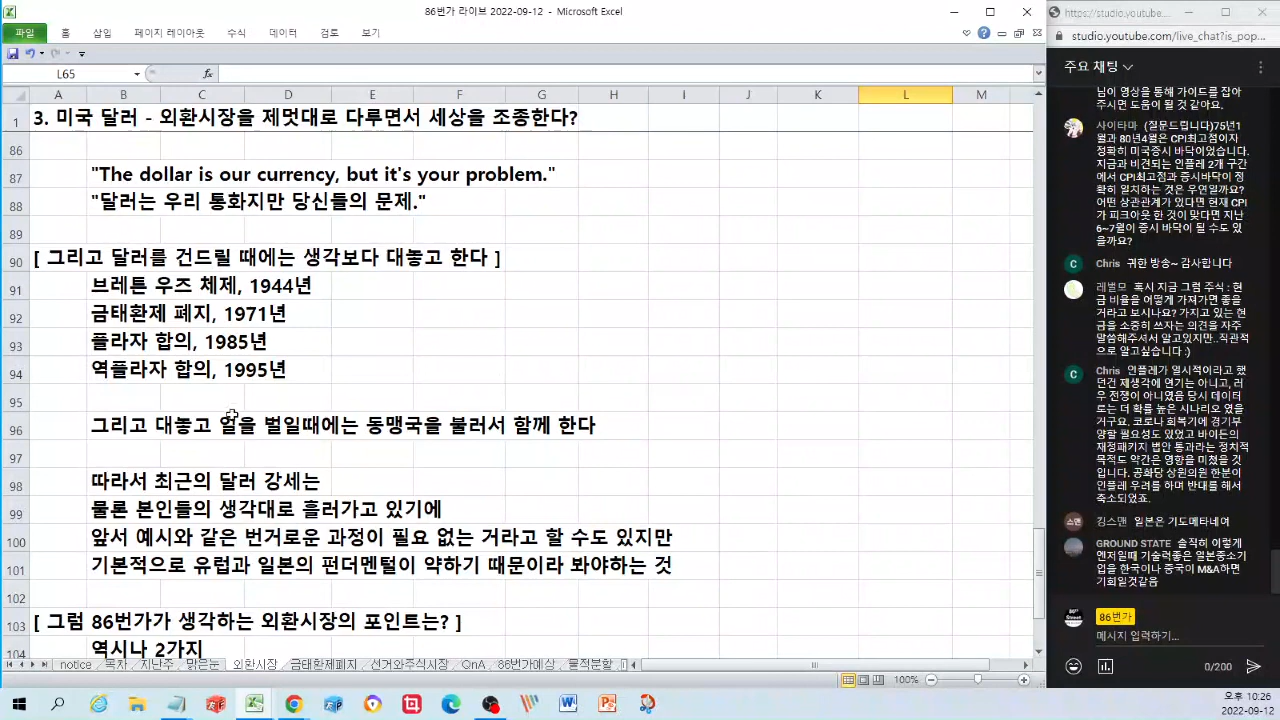 86번가 라이브 2022-09-12 - Microsoft Excel
파일 홈 삽입 페이지 레이아웃 수식 데이터 검토 보기
L65 fx
A B C D E F G H I J K L M
1 3. 미국 달러 - 외환시장을 제멋대로 다루면서 세상을 조종한다?
86
87 "The dollar is our currency, but it's your problem."
88 "달러는 우리 통화지만 당신들의 문제."
89
90 [ 그리고 달러를 건드릴 때에는 생각보다 대놓고 한다 ]
91 브레튼 우즈 체제, 1944년
92 금태환제 폐지, 1971년
93 플라자 합의, 1985년
94 역플라자 합의, 1995년
95
96 그리고 대놓고 일을 벌일때에는 동맹국을 불러서 함께 한다
97
98 따라서 최근의 달러 강세는
99 물론 본인들의 생각대로 흘러가고 있기에
100 앞서 예시와 같은 번거로운 과정이 필요 없는 거라고 할 수도 있지만
101 기본적으로 유럽과 일본의 펀더멘털이 약하기 때문이라 봐야하는 것
102
103 [ 그럼 86번가가 생각하는 외환시장의 포인트는? ]
104 역시나 2가지
notice 목차 지난주 맑은눈 외환시장 금태환제폐지 선거와주식시장 QnA 86번가예상 물적분할
100%
https://studio.youtube....
studio.youtube.com/live_chat?is_pop...
주요 채팅
님이 영상을 통해 가이드를 잡아
주시면 도움이 될 것 같아요.
사이타마 (질문드립니다)75년1
월과 80년4월은 CPI최고점이자
정확히 미국증시 바닥이었습니다.
지금과 비견되는 인플레 2개 구간
에서 CPI최고점과 증시바닥이 정
확히 일치하는 것은 우연일까요?
어떤 상관관계가 있다면 현재 CPI
가 피크아웃 한 것이 맞다면 지난
6~7월이 증시 바닥이 될 수도 있
을까요?
Chris 귀한 방송~ 감사합니다
레벨모 혹시 지금 그럼 주식 : 현
금 비율을 어떻게 가져가면 좋을
거라고 보시나요? 가지고 있는 현
금을 소중히 쓰자는 의견을 자주
말씀해주셔서 알고있지만..직관적
으로 알고싶습니다 :)
Chris 인플레가 일시적이라고 했
던건 제생각에 연기는 아니고, 러
우 전쟁이 아니였음 당시 데이터
로는 더 확률 높은 시나리오 였을
거구요. 코로나 회복기에 경기부
양할 필요성도 있었고 바이든의
재정패키지 법안 통과라는 정치적
목적도 약간은 영향을 미쳤을 것
입니다. 공화당 상원의원 한분이
인플레 우려를 하며 반대를 해서
축소되었죠.
스맨 킹스맨 일본은 기도메타네여
GROUND STATE 솔직히 이렇게
엔저일때 기술력좋은 일본중소기
업을 한국이나 중국이 M&A하면
기회일것같음
86번가
메시지 입력하기...
0/200
오후 10:26
2022-09-12